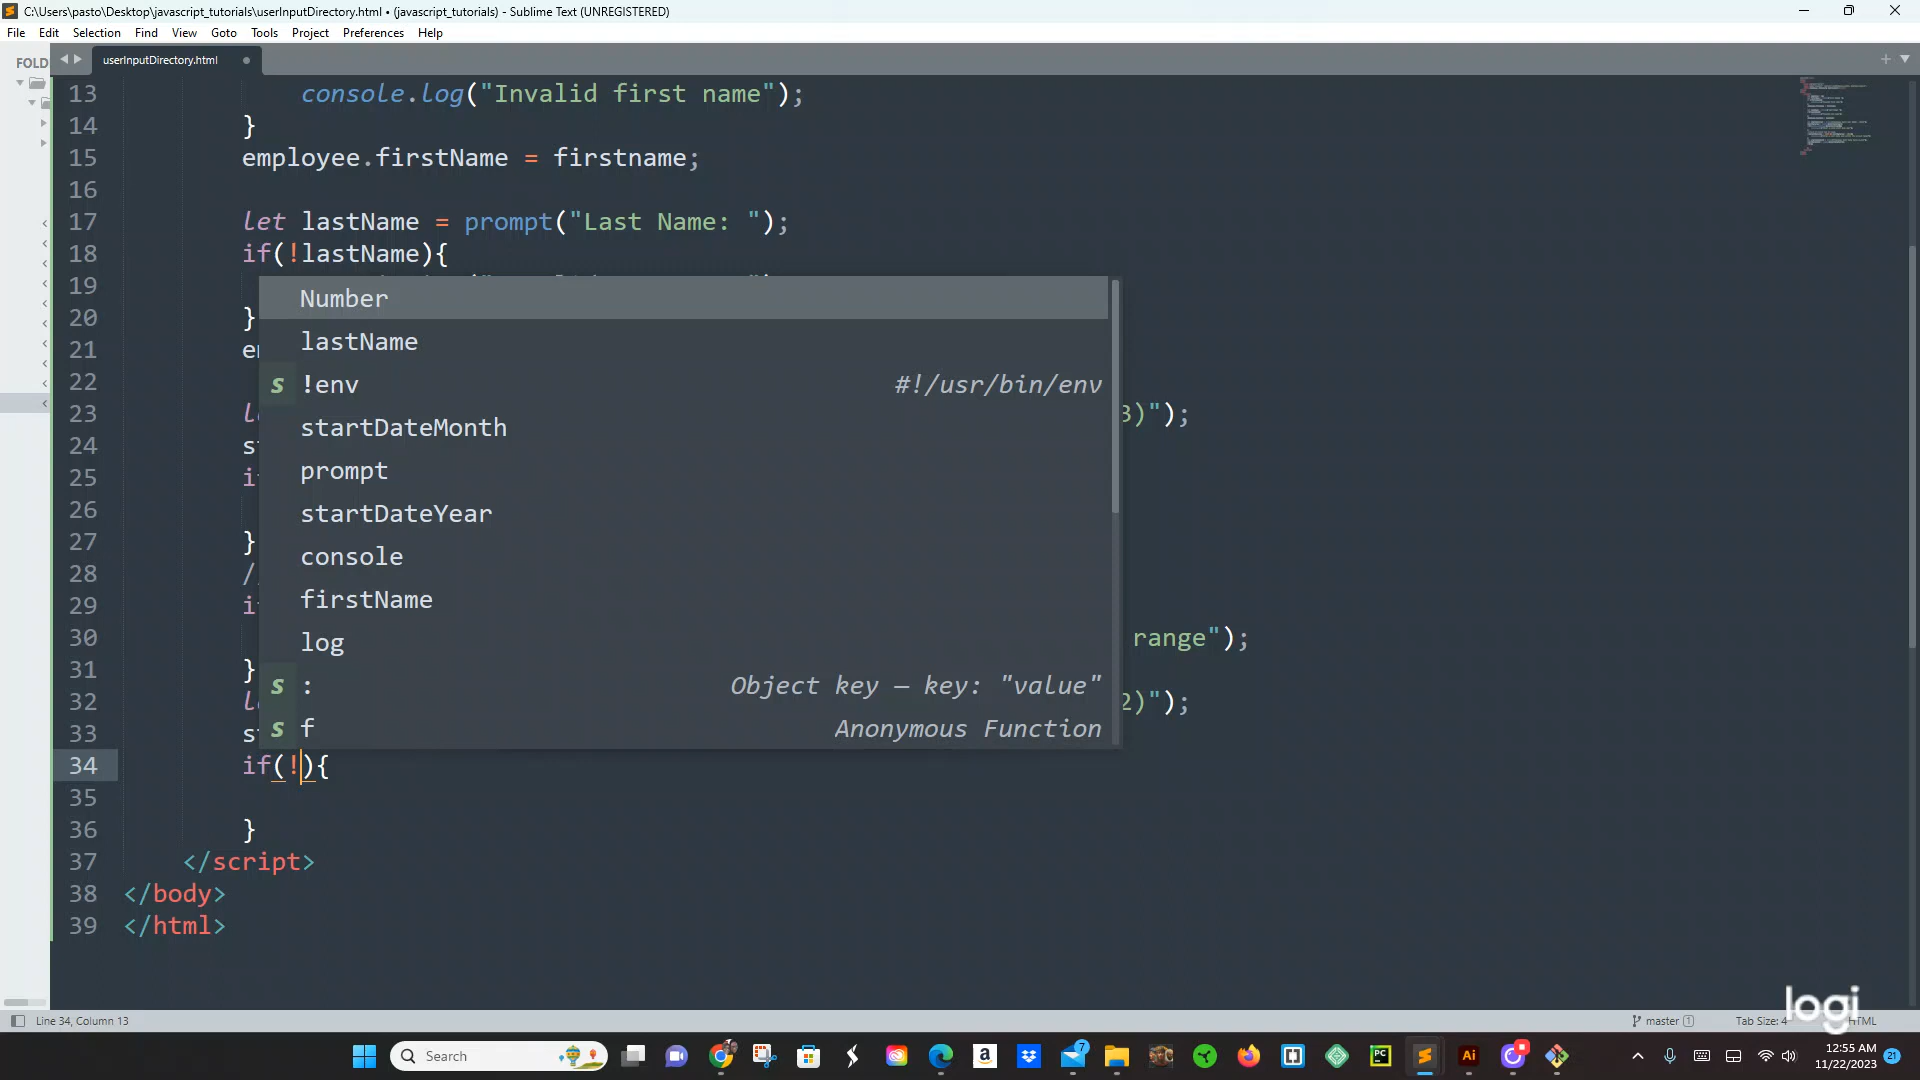 C:\Users\pasto\Desktop\javascript_tutorials\userInputDirectory.html • (javascript_tutorials) - Sublime Text (UNREGISTERED)
File Edit Selection Find View Goto Tools Project Preferences Help
FOLD
userInputDirectory.html
13 console.log("Invalid first name");
14 }
15 employee.firstName = firstname;
16
17 let lastName = prompt("Last Name: ");
18 if(!lastName){
19
20 }
21
22
23 3)");
24
25
26
27 }
28
29
30 range");
31 }
32 2)");
33
34 if(!){
35
36 }
37 </script>
38 </body>
39 </html>
Number
lastName
s !env #!/usr/bin/env
startDateMonth
prompt
startDateYear
console
firstName
log
s : Object key — key: "value"
s f Anonymous Function
logi
Line 34, Column 13
master 1
Tab Size: 4
HTML
Search
7
PC
Ai
12:55 AM
11/22/2023
21